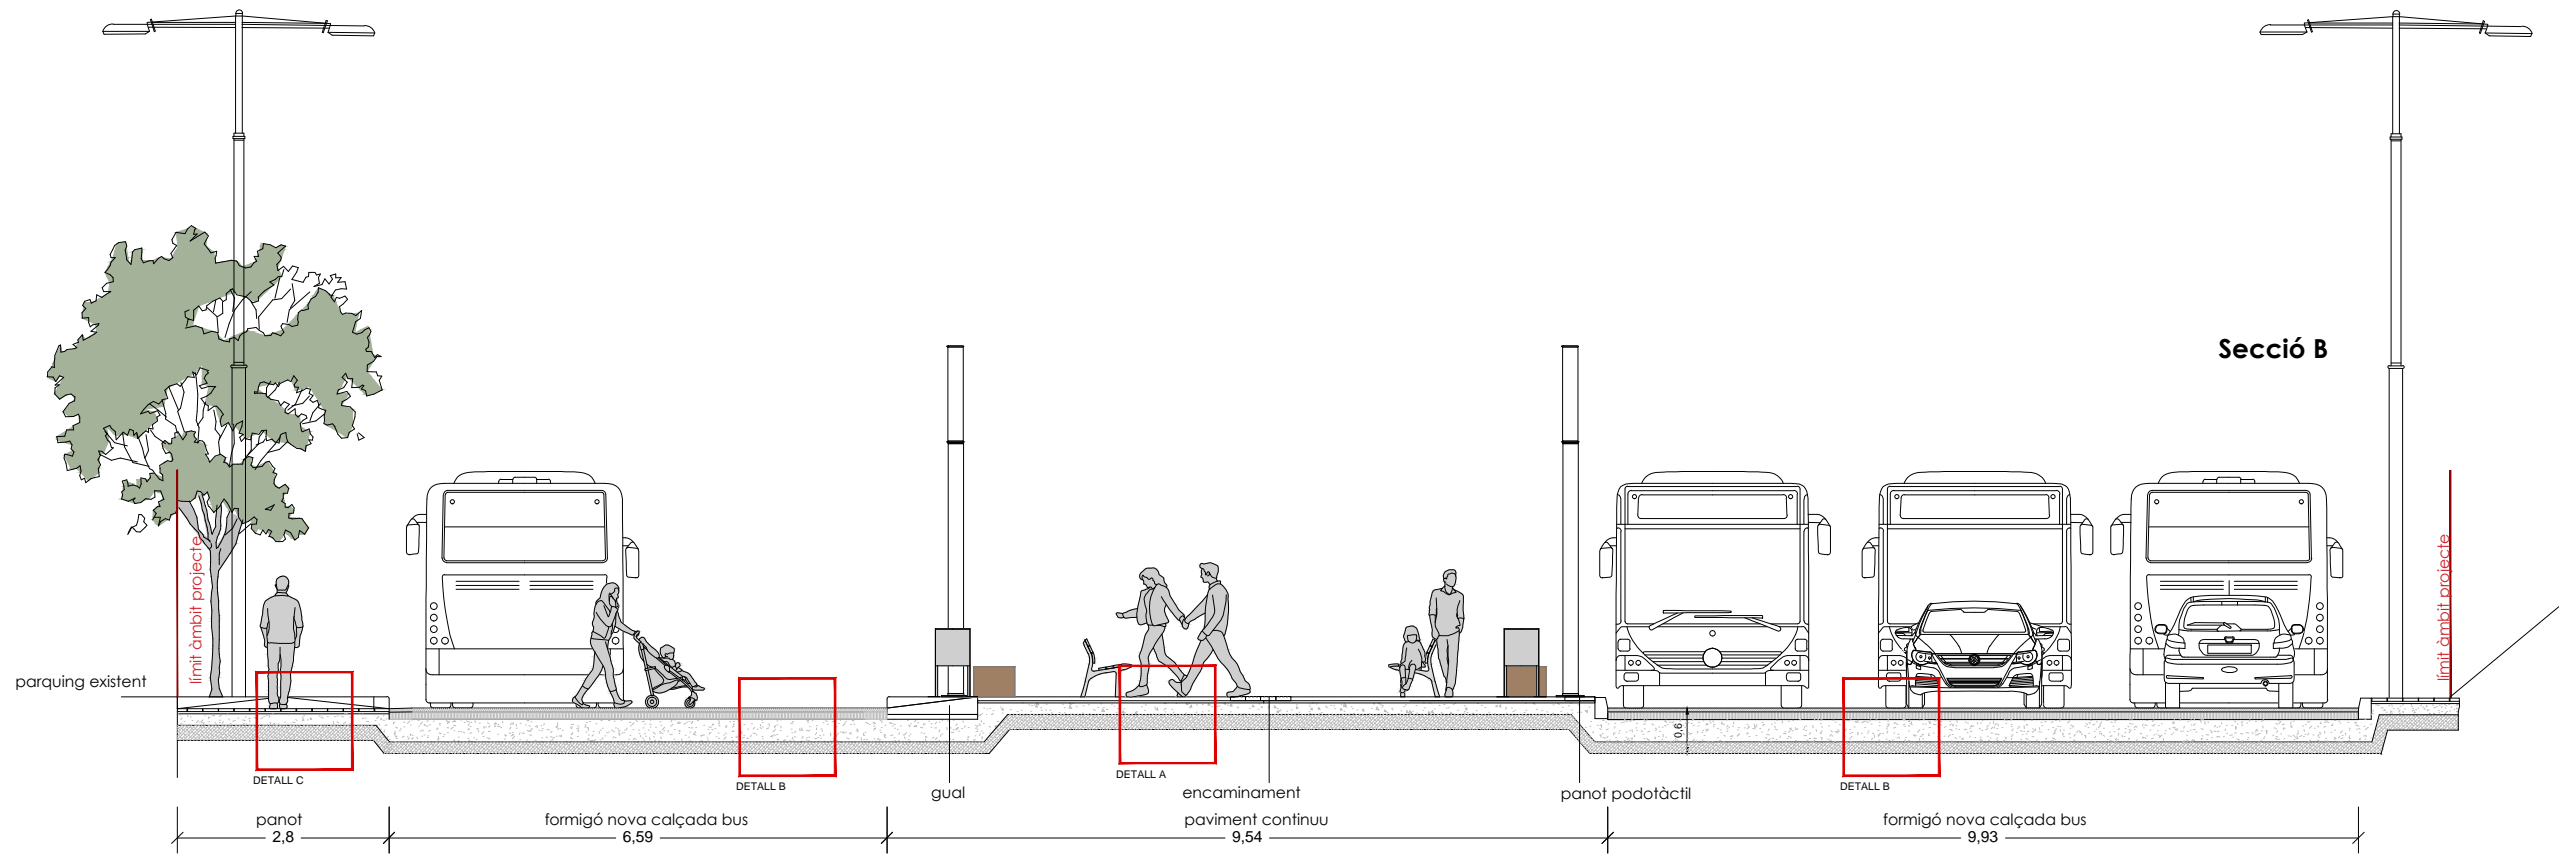 Secció B
límit àmbit projecte
límit àmbit projecte
parquing existent
0,6
DETALL C
DETALL B
DETALL A
DETALL B
gual
encaminament
panot podotàctil
panot
2,8
formigó nova calçada bus
6,59
paviment continuu
9,54
formigó nova calçada bus
9,93